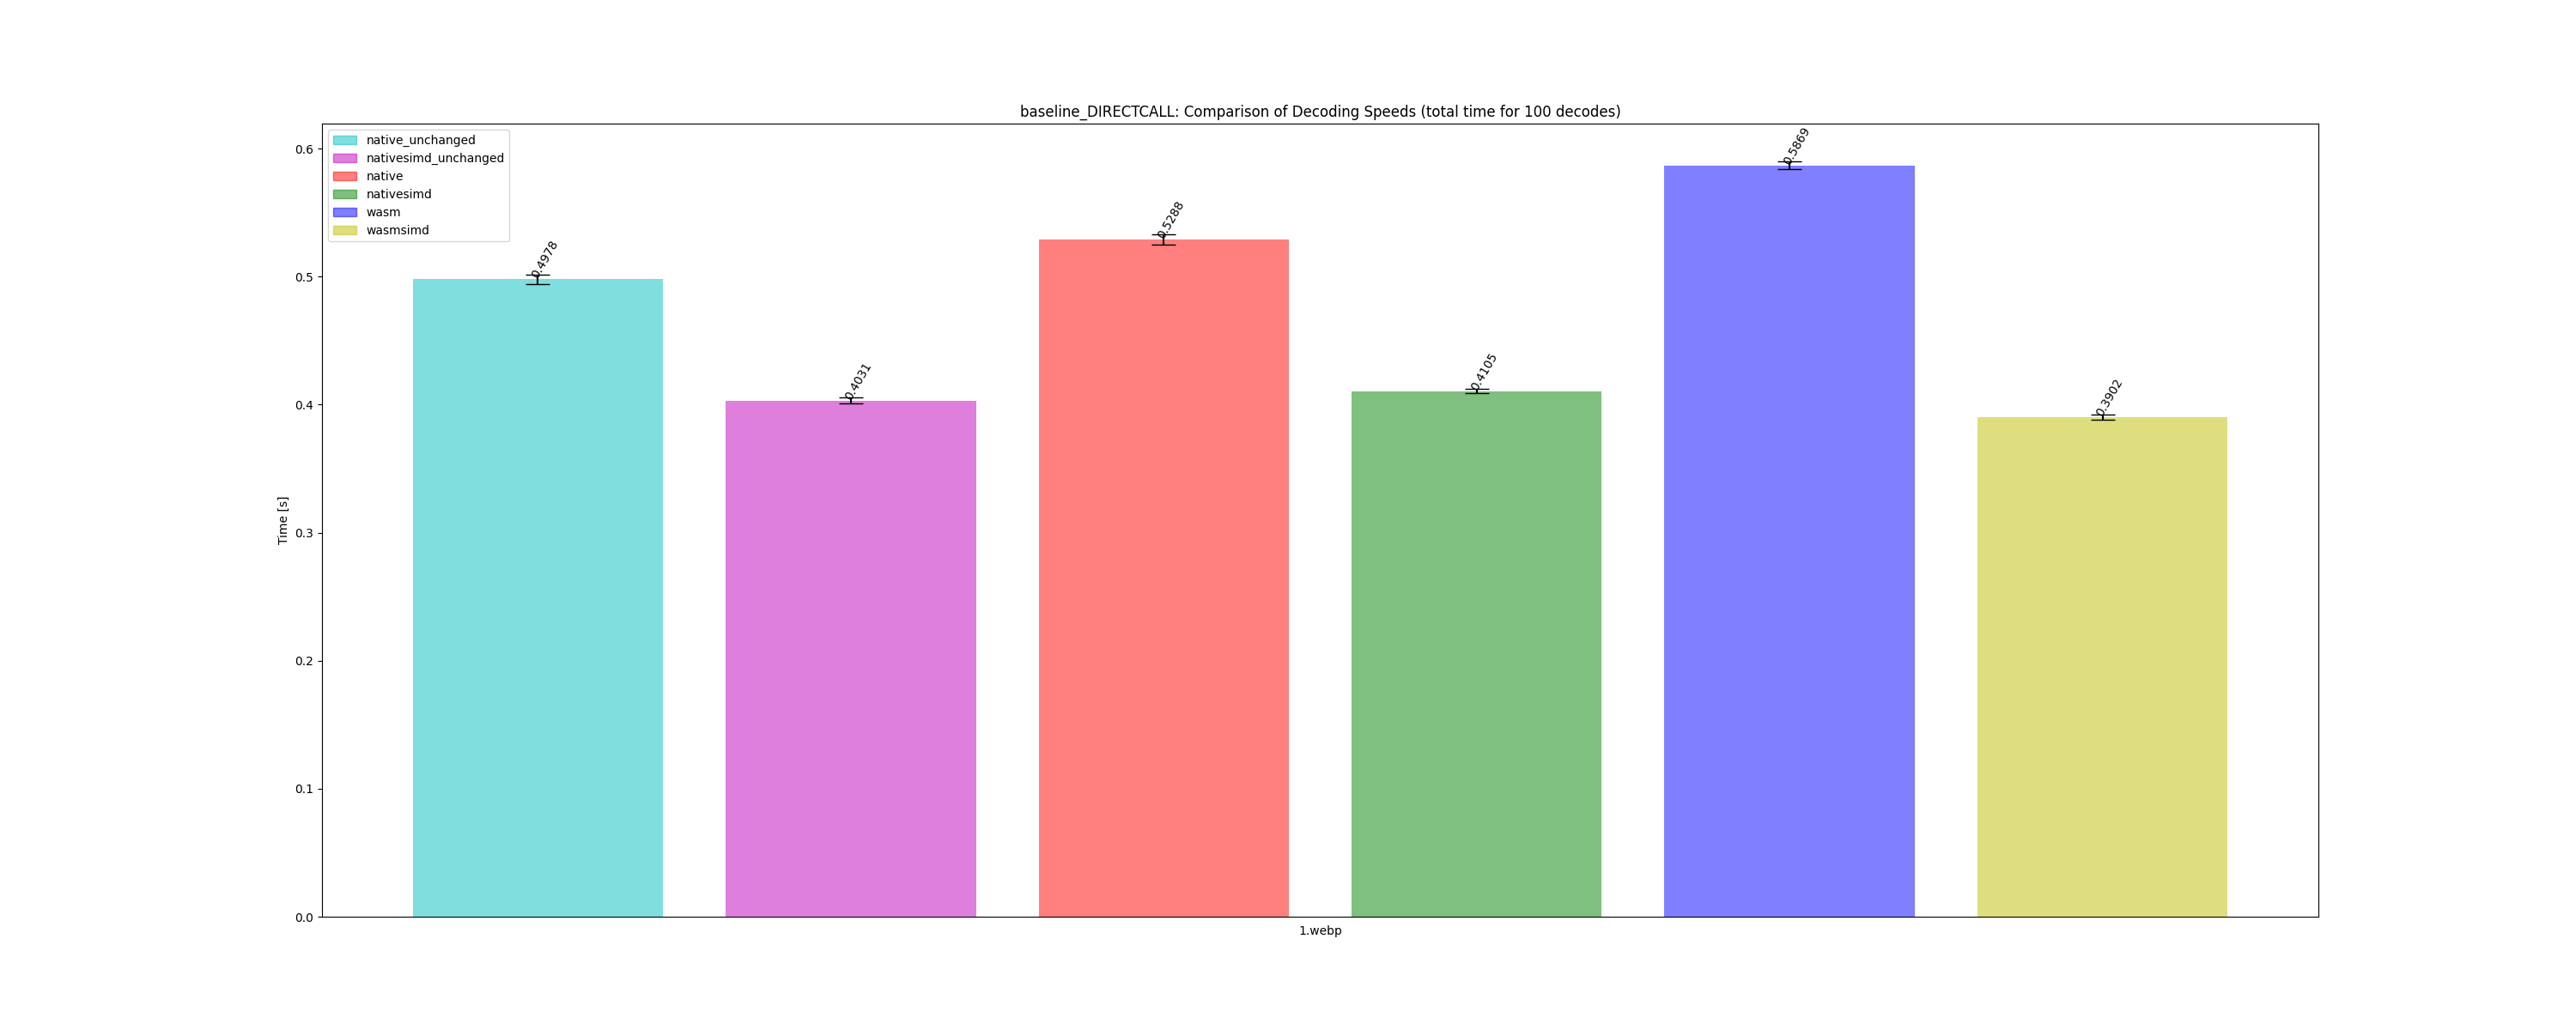 baseline_DIRECTCALL: Comparison of Decoding Speeds (total time for 100 decodes)
native_unchanged
nativesimd_unchanged
native
nativesimd
wasm
wasmsimd
Time [s]
0.6
0.5
0.4
0.3
0.2
0.1
0.0
0.4978
0.4031
0.5288
0.4105
0.5869
0.3902
1.webp